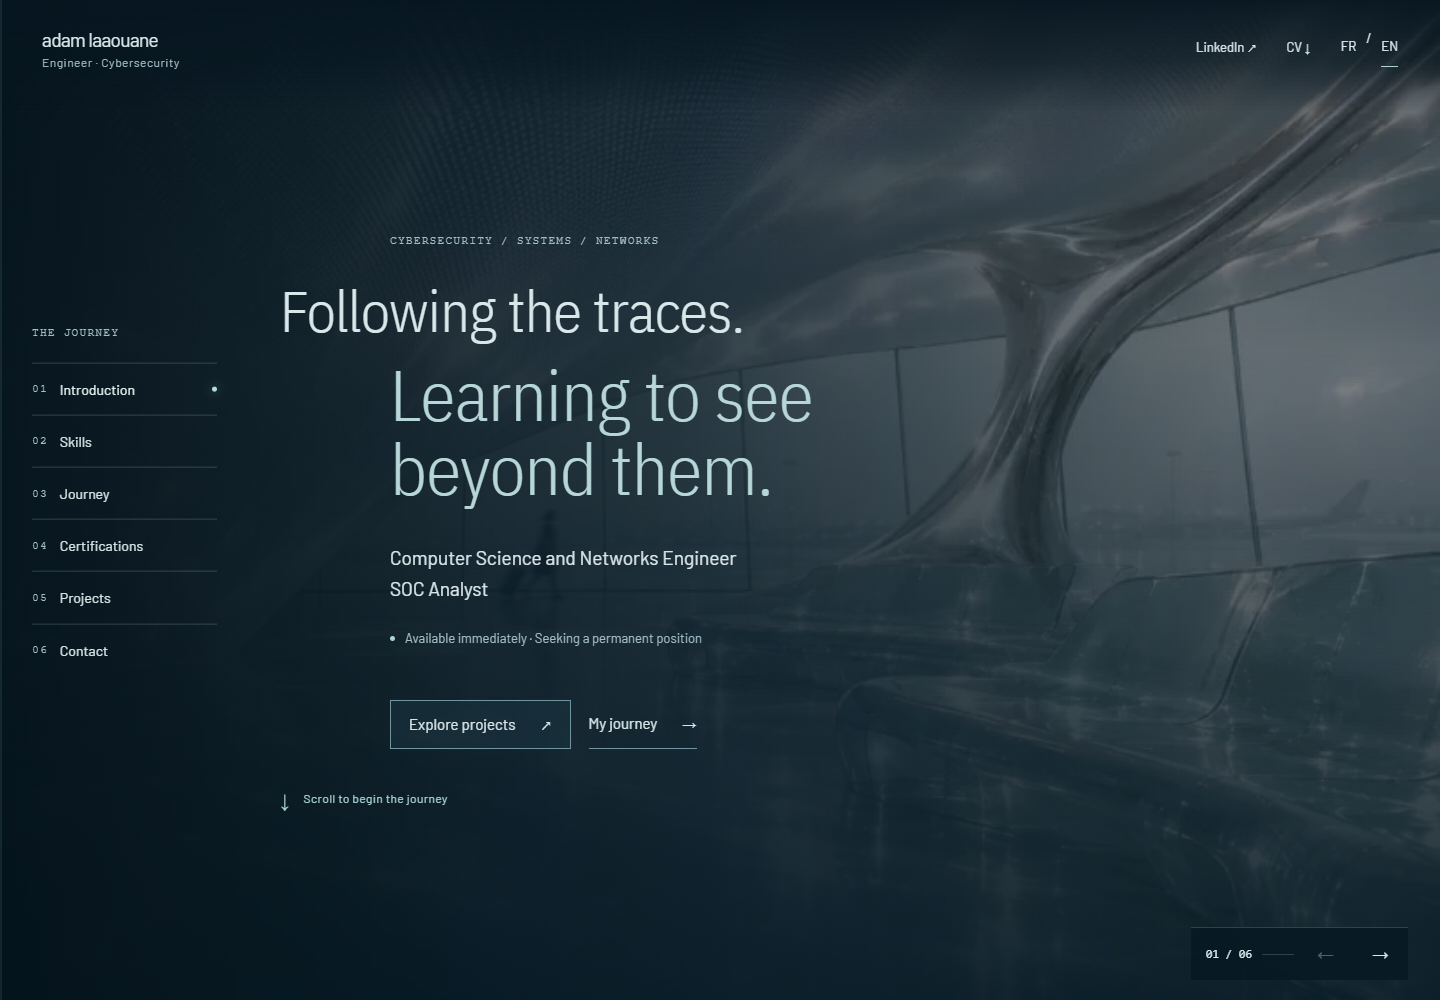 adam laaouane
Engineer · Cybersecurity
LinkedIn ↗ CV ↓ FR / EN
CYBERSECURITY / SYSTEMS / NETWORKS
Following the traces.
Learning to see
beyond them.
Computer Science and Networks Engineer
SOC Analyst
Available immediately · Seeking a permanent position
Explore projects ↗
My journey →
↓ Scroll to begin the journey
THE JOURNEY
01 Introduction
02 Skills
03 Journey
04 Certifications
05 Projects
06 Contact
01 / 06 ← →